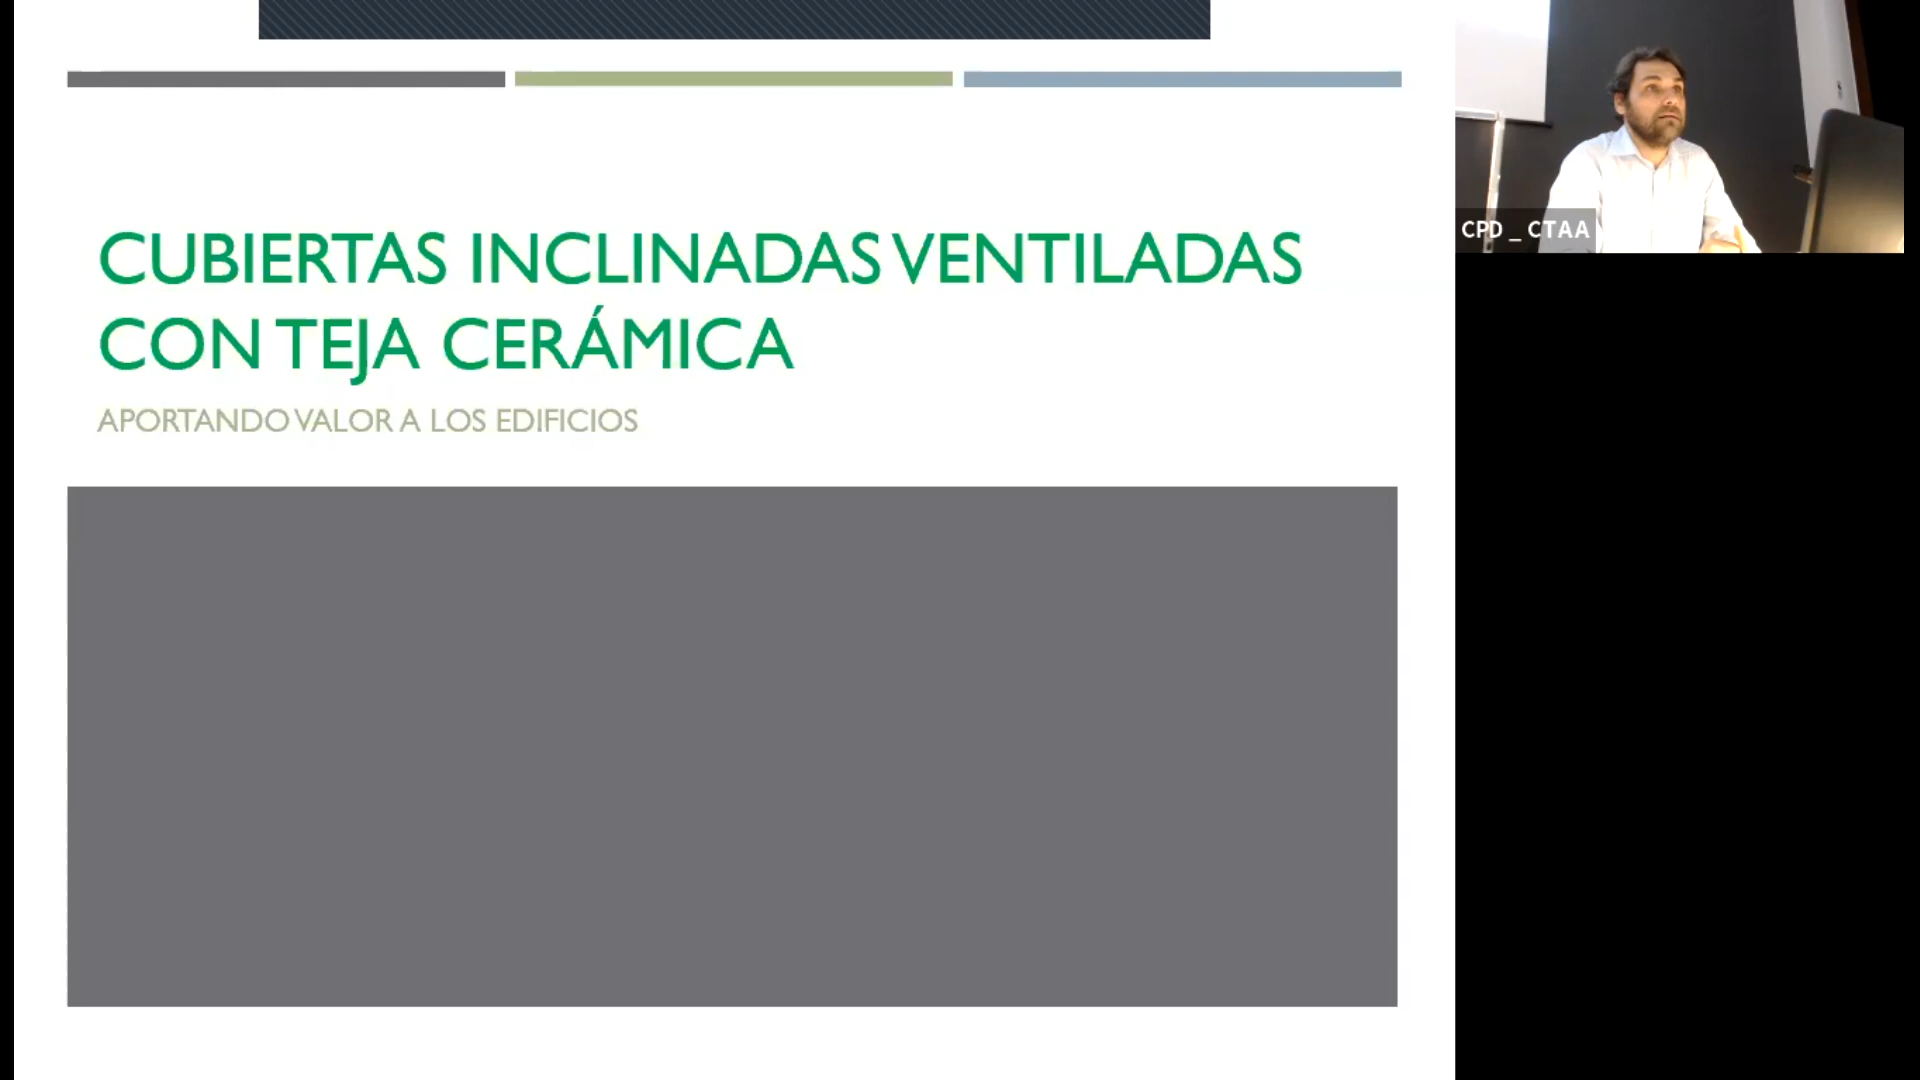 CUBIERTAS INCLINADAS VENTILADAS
CON TEJA CERÁMICA
APORTANDO VALOR A LOS EDIFICIOS
CPD _ CTAA